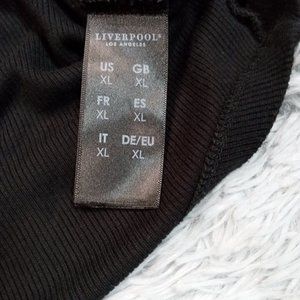 LIVERPOOL®
LOS ANGELES
US GB
XL XL
FR ES
XL XL
IT DE/EU
XL XL